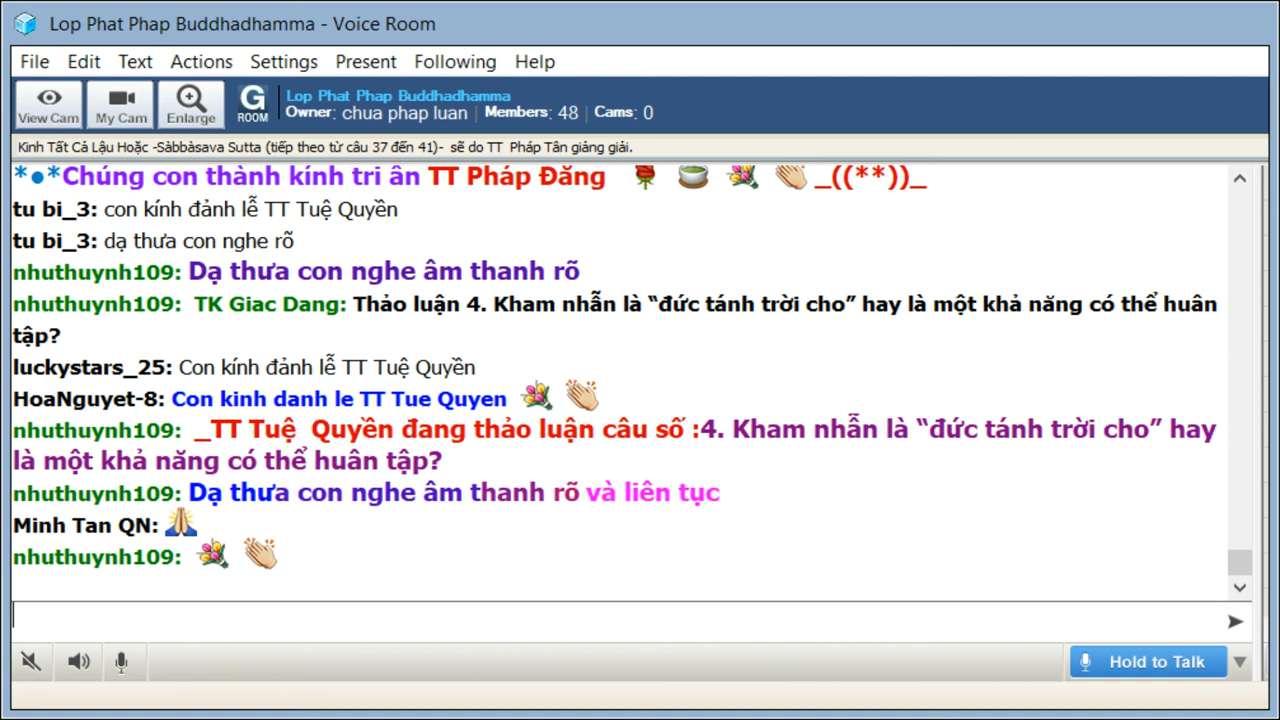 Lop Phat Phap Buddhadhamma - Voice Room
File Edit Text Actions Settings Present Following Help
View Cam My Cam Enlarge G ROOM
Lop Phat Phap Buddhadhamma
Owner: chua phap luan | Members: 48 | Cams: 0
Kinh Tất Cả Lậu Hoặc -Sàbbàsava Sutta (tiếp theo từ câu 37 đến 41)- sẽ do TT Pháp Tân giảng giải.
*●*Chúng con thành kính tri ân TT Pháp Đăng _((**))_
tu bi_3: con kính đảnh lễ TT Tuệ Quyền
tu bi_3: dạ thưa con nghe rõ
nhuthuynh109: Dạ thưa con nghe âm thanh rõ
nhuthuynh109: TK Giac Dang: Thảo luận 4. Kham nhẫn là “đức tánh trời cho” hay là một khả năng có thể huân
tập?
luckystars_25: Con kính đảnh lễ TT Tuệ Quyền
HoaNguyet-8: Con kinh danh le TT Tue Quyen
nhuthuynh109: _TT Tuệ Quyền đang thảo luận câu số :4. Kham nhẫn là “đức tánh trời cho” hay
là một khả năng có thể huân tập?
nhuthuynh109: Dạ thưa con nghe âm thanh rõ và liên tục
Minh Tan QN:
nhuthuynh109:
Hold to Talk